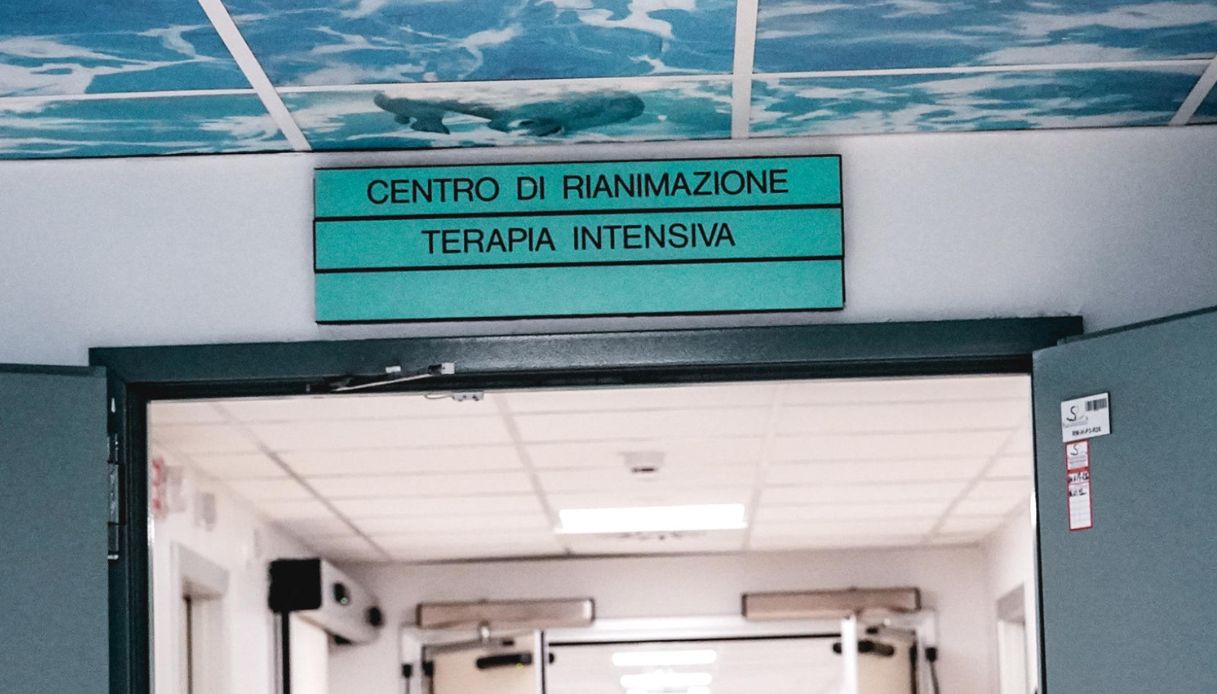 CENTRO DI RIANIMAZIONE
TERAPIA INTENSIVA